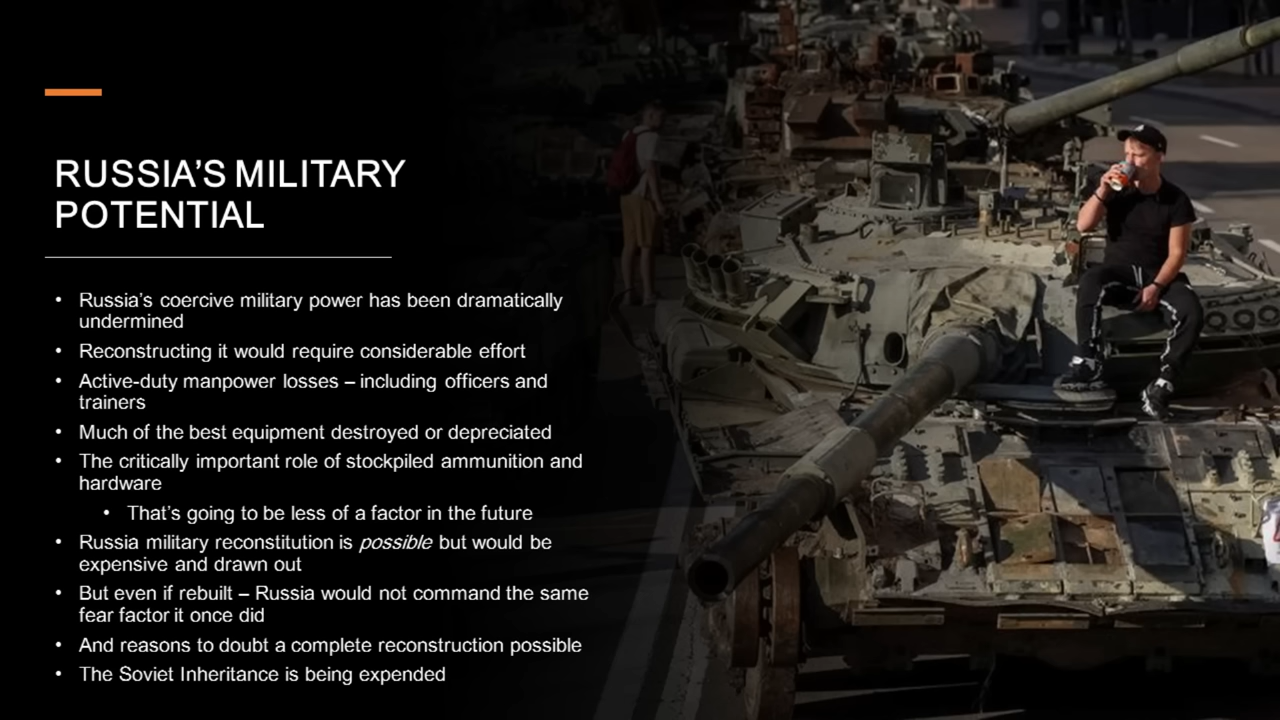 RUSSIA’S MILITARY
POTENTIAL
• Russia’s coercive military power has been dramatically
undermined
• Reconstructing it would require considerable effort
• Active-duty manpower losses – including officers and
trainers
• Much of the best equipment destroyed or depreciated
• The critically important role of stockpiled ammunition and
hardware
• That’s going to be less of a factor in the future
• Russia military reconstitution is possible but would be
expensive and drawn out
• But even if rebuilt – Russia would not command the same
fear factor it once did
• And reasons to doubt a complete reconstruction possible
• The Soviet Inheritance is being expended